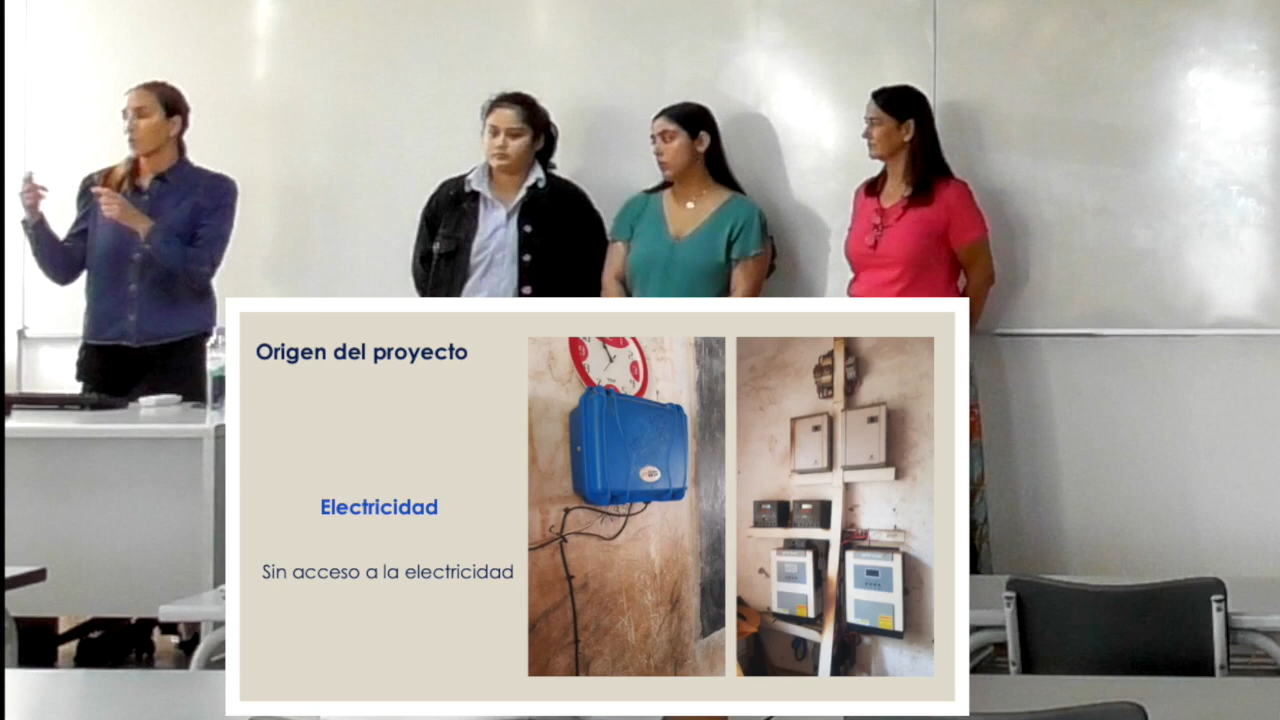 Origen del proyecto
Electricidad
Sin acceso a la electricidad